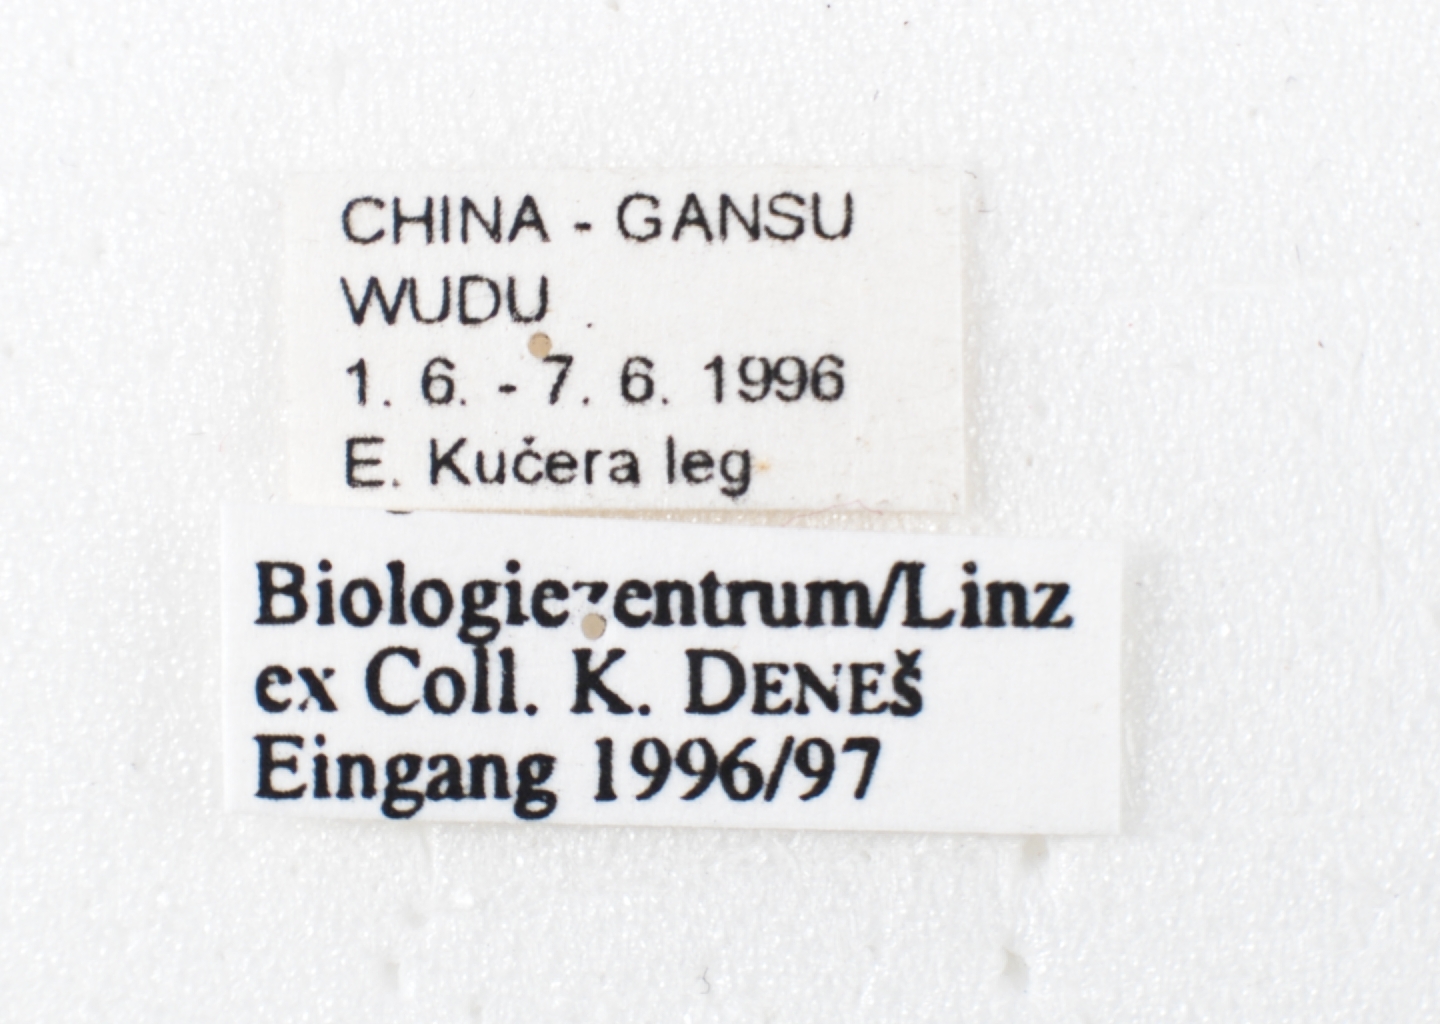 CHINA - GANSU
WUDU
1. 6. - 7. 6. 1996
E. Kučera leg
Biologiezentrum/Linz
ex Coll. K. DENEŠ
Eingang 1996/97